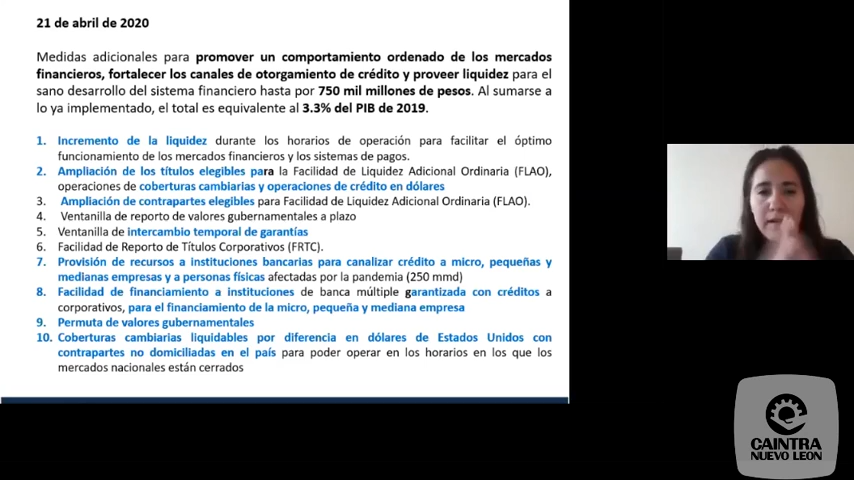 21 de abril de 2020
Medidas adicionales para promover un comportamiento ordenado de los mercados
financieros, fortalecer los canales de otorgamiento de crédito y proveer liquidez para el
sano desarrollo del sistema financiero hasta por 750 mil millones de pesos. Al sumarse a
lo ya implementado, el total es equivalente al 3.3% del PIB de 2019.
1. Incremento de la liquidez durante los horarios de operación para facilitar el óptimo
funcionamiento de los mercados financieros y los sistemas de pagos.
2. Ampliación de los títulos elegibles para la Facilidad de Liquidez Adicional Ordinaria (FLAO),
operaciones de coberturas cambiarias y operaciones de crédito en dólares
3. Ampliación de contrapartes elegibles para Facilidad de Liquidez Adicional Ordinaria (FLAO).
4. Ventanilla de reporto de valores gubernamentales a plazo
5. Ventanilla de intercambio temporal de garantías
6. Facilidad de Reporto de Títulos Corporativos (FRTC).
7. Provisión de recursos a instituciones bancarias para canalizar crédito a micro, pequeñas y
medianas empresas y a personas físicas afectadas por la pandemia (250 mmd)
8. Facilidad de financiamiento a instituciones de banca múltiple garantizada con créditos a
corporativos, para el financiamiento de la micro, pequeña y mediana empresa
9. Permuta de valores gubernamentales
10. Coberturas cambiarias liquidables por diferencia en dólares de Estados Unidos con
contrapartes no domiciliadas en el país para poder operar en los horarios en los que los
mercados nacionales están cerrados
CAINTRA
NUEVO LEON